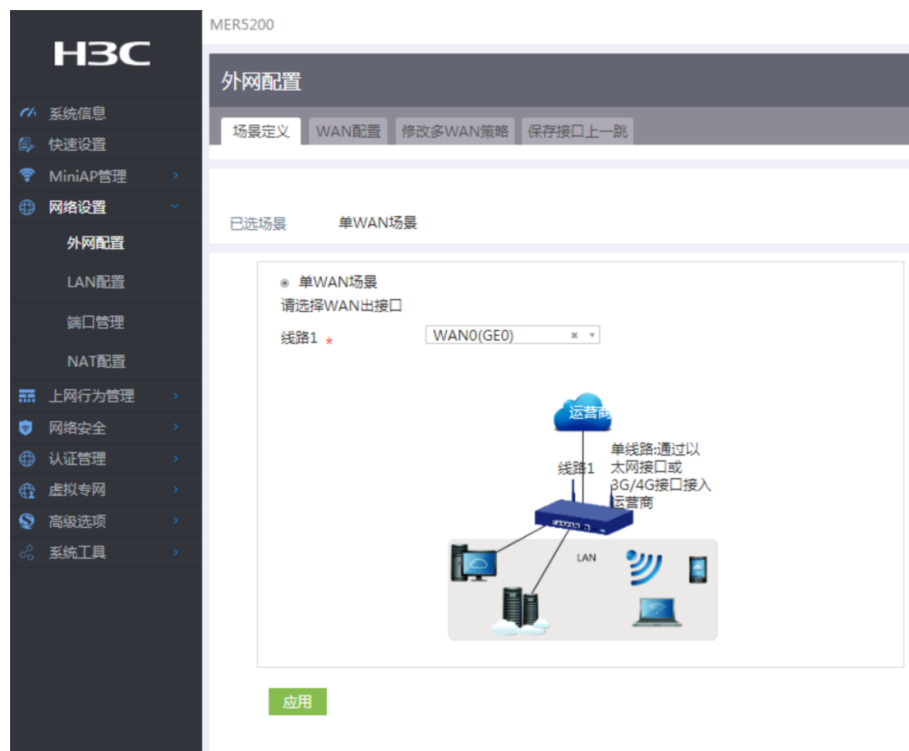 MER5200
H3C
外网配置
场景定义 WAN配置 修改多WAN策略 保存接口上一跳
系统信息
快速设置
MiniAP管理
网络设置
外网配置
LAN配置
端口管理
NAT配置
上网行为管理
网络安全
认证管理
虚拟专网
高级选项
系统工具
已选场景 单WAN场景
单WAN场景
请选择WAN出接口
线路1 * WAN0(GE0)
运营商
线路1
单线路:通过以
太网接口或
3G/4G接口接入
运营商
LAN
应用